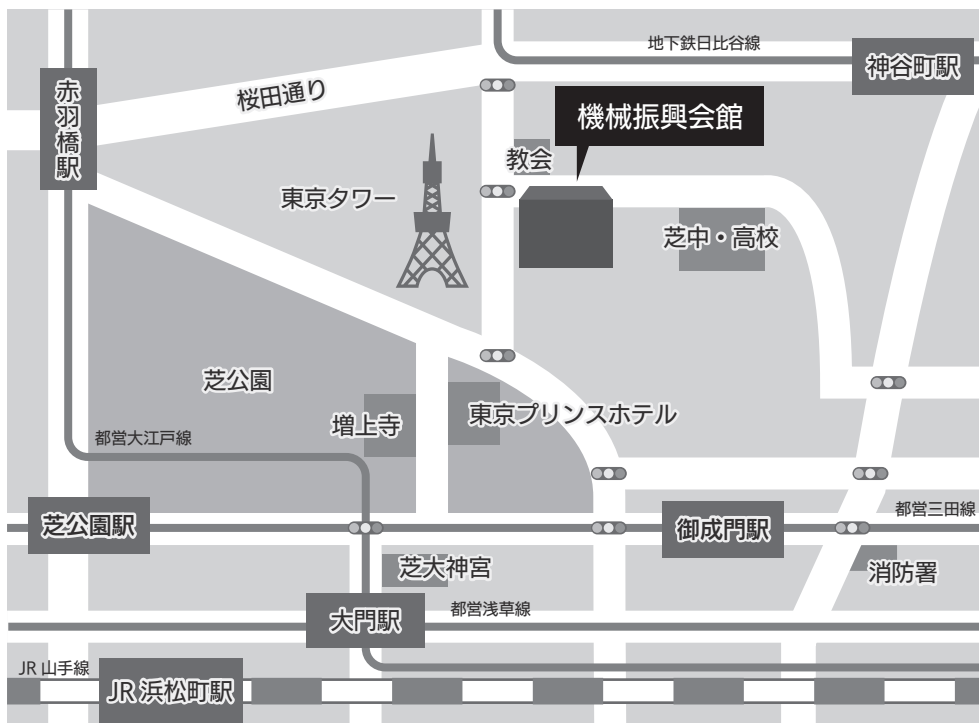 地下鉄日比谷線
神谷町駅
赤羽橋駅
桜田通り
機械振興会館
教会
東京タワー
芝中・高校
芝公園
東京プリンスホテル
増上寺
都営大江戸線
都営三田線
芝公園駅
御成門駅
芝大神宮
消防署
都営浅草線
大門駅
JR 山手線
JR 浜松町駅